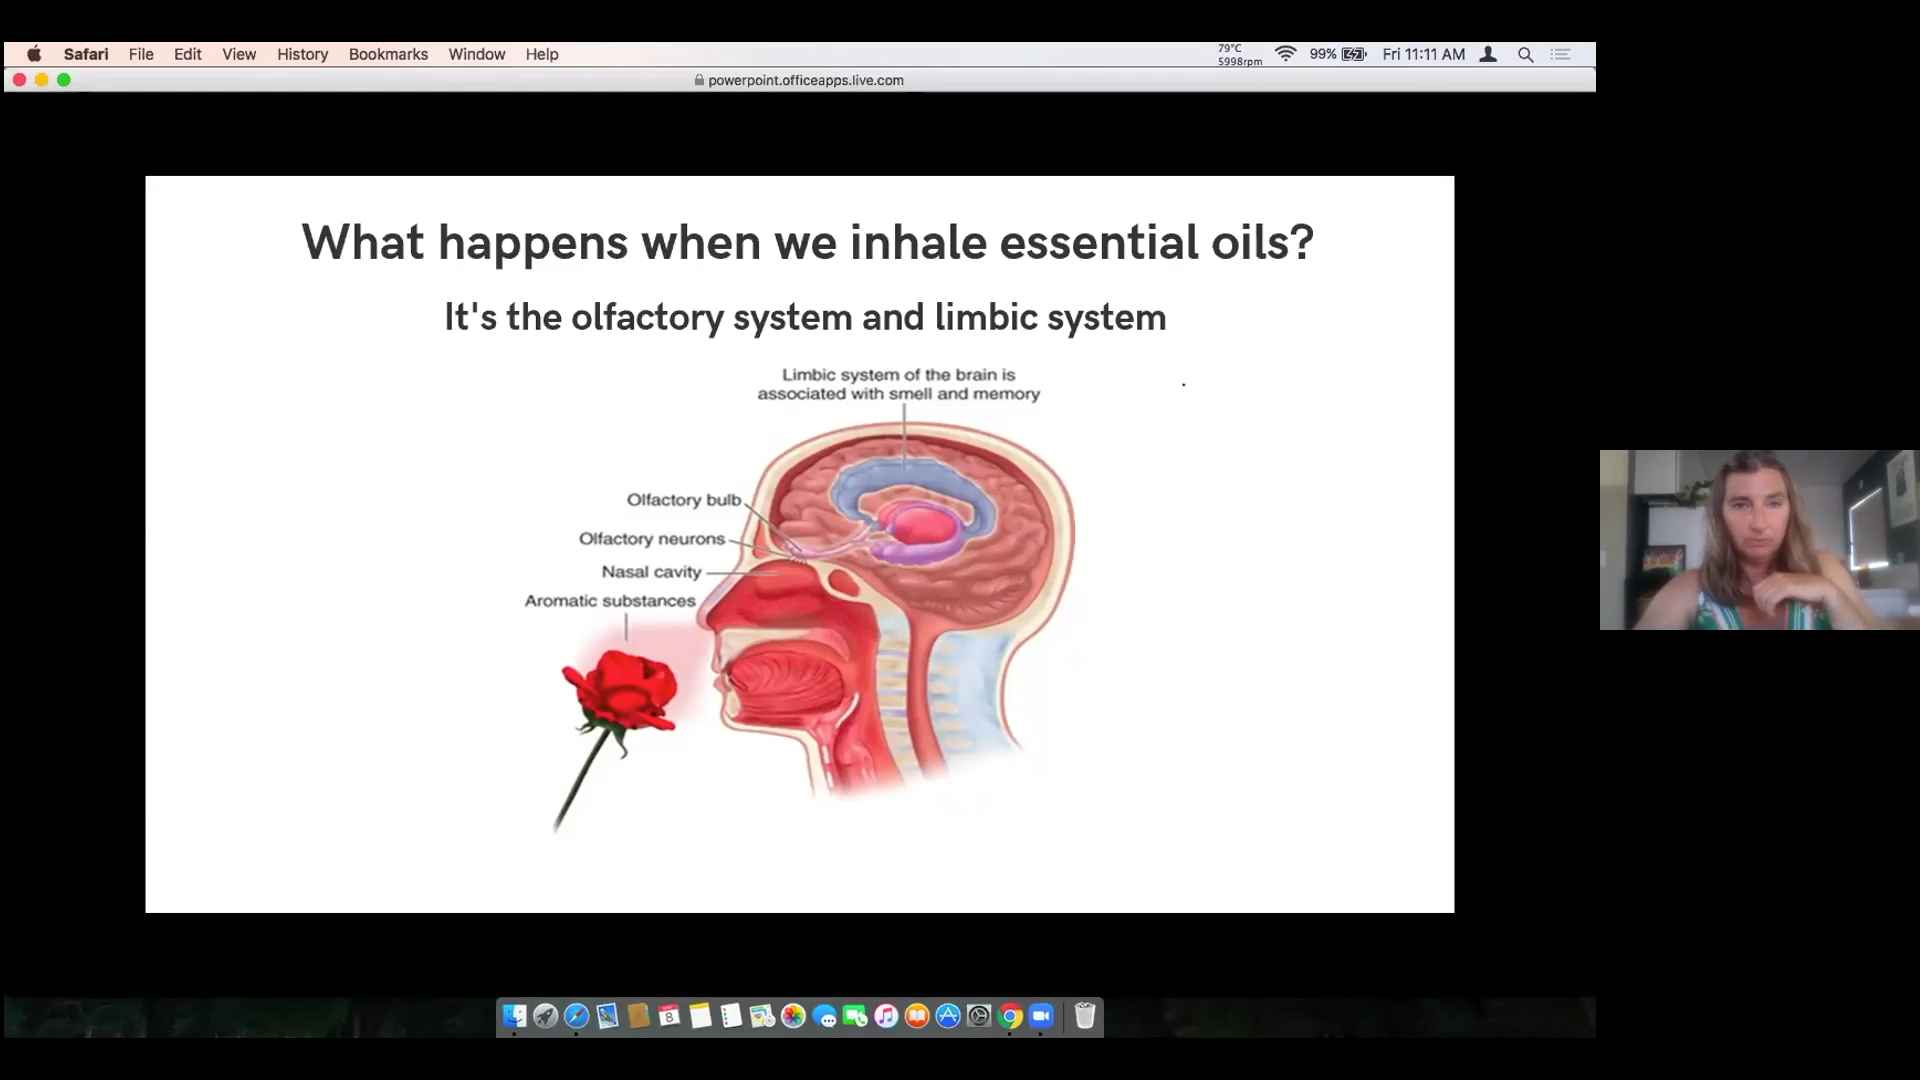 Safari File Edit View History Bookmarks Window Help 79°C 5998rpm 99% Fri 11:11 AM
powerpoint.officeapps.live.com
What happens when we inhale essential oils?
It's the olfactory system and limbic system
Limbic system of the brain is
associated with smell and memory
Olfactory bulb
Olfactory neurons
Nasal cavity
Aromatic substances
8